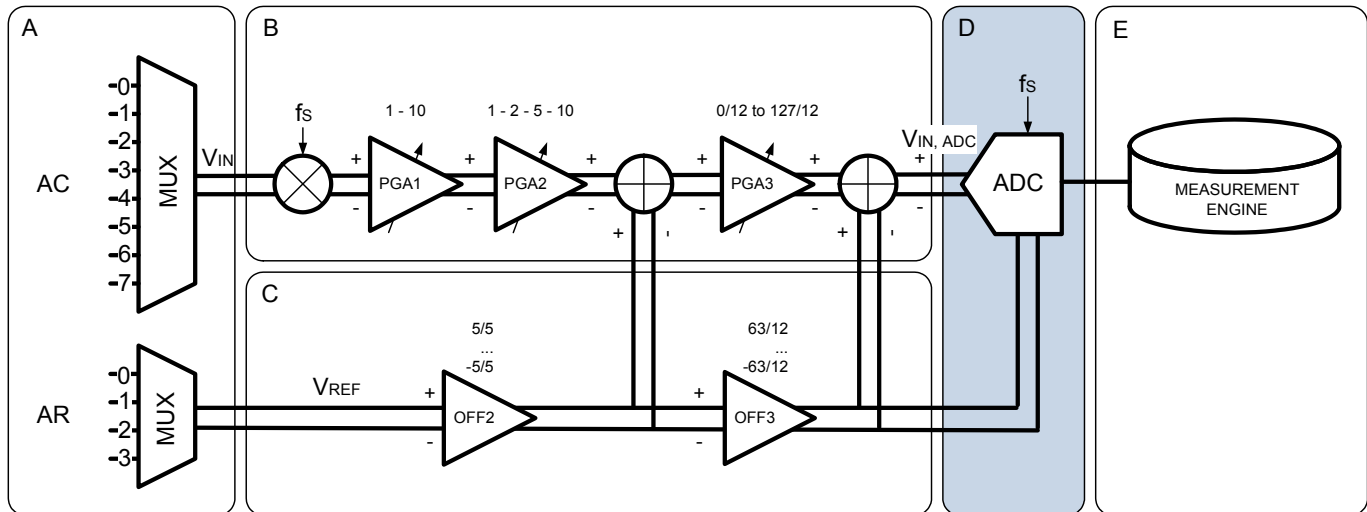 A
AC
0
1
2
3
4
5
6
7
MUX
VIN
AR
0
1
2
3
MUX
B
fs
+
-
1 - 10
PGA1
+
-
1 - 2 - 5 - 10
PGA2
+
-
+
-
+
-
0/12 to 127/12
PGA3
+
-
+
-
VIN, ADC
+
-
C
VREF
5/5
...
-5/5
+
-
OFF2
63/12
...
-63/12
+
-
OFF3
D
fs
ADC
E
MEASUREMENT
ENGINE